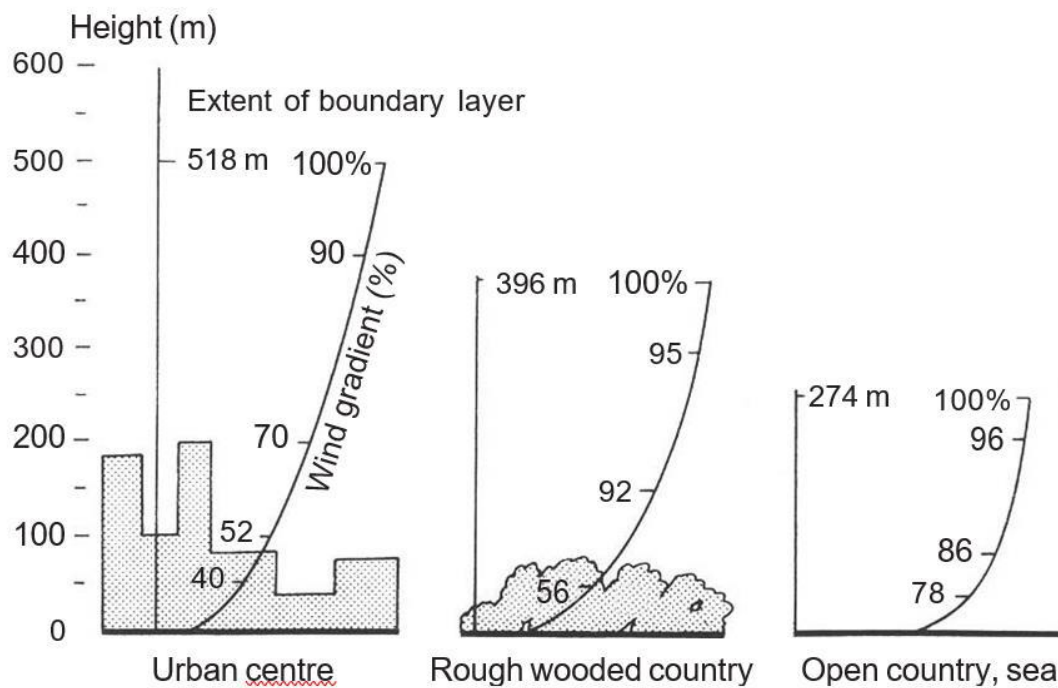 Height (m)
600
Extent of boundary layer
500
518 m
100%
400
90
Wind gradient (%)
396 m
100%
300
95
274 m
100%
200
70
96
92
100
52
86
40
56
78
0
Urban centre
Rough wooded country
Open country, sea